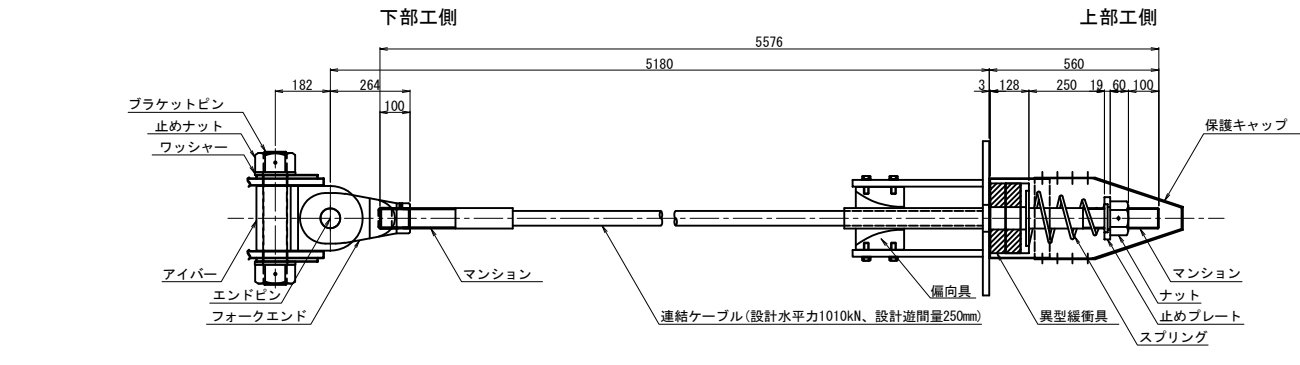 下部工側
上部工側
5576
5180
560
182
264
3
128
250
19
60
100
100
ブラケットピン
止めナット
ワッシャー
保護キャップ
アイバー
エンドピン
フォークエンド
マンション
偏向具
連結ケーブル(設計水平力1010kN、設計遊間量250mm)
異型緩衝具
マンション
ナット
止めプレート
スプリング